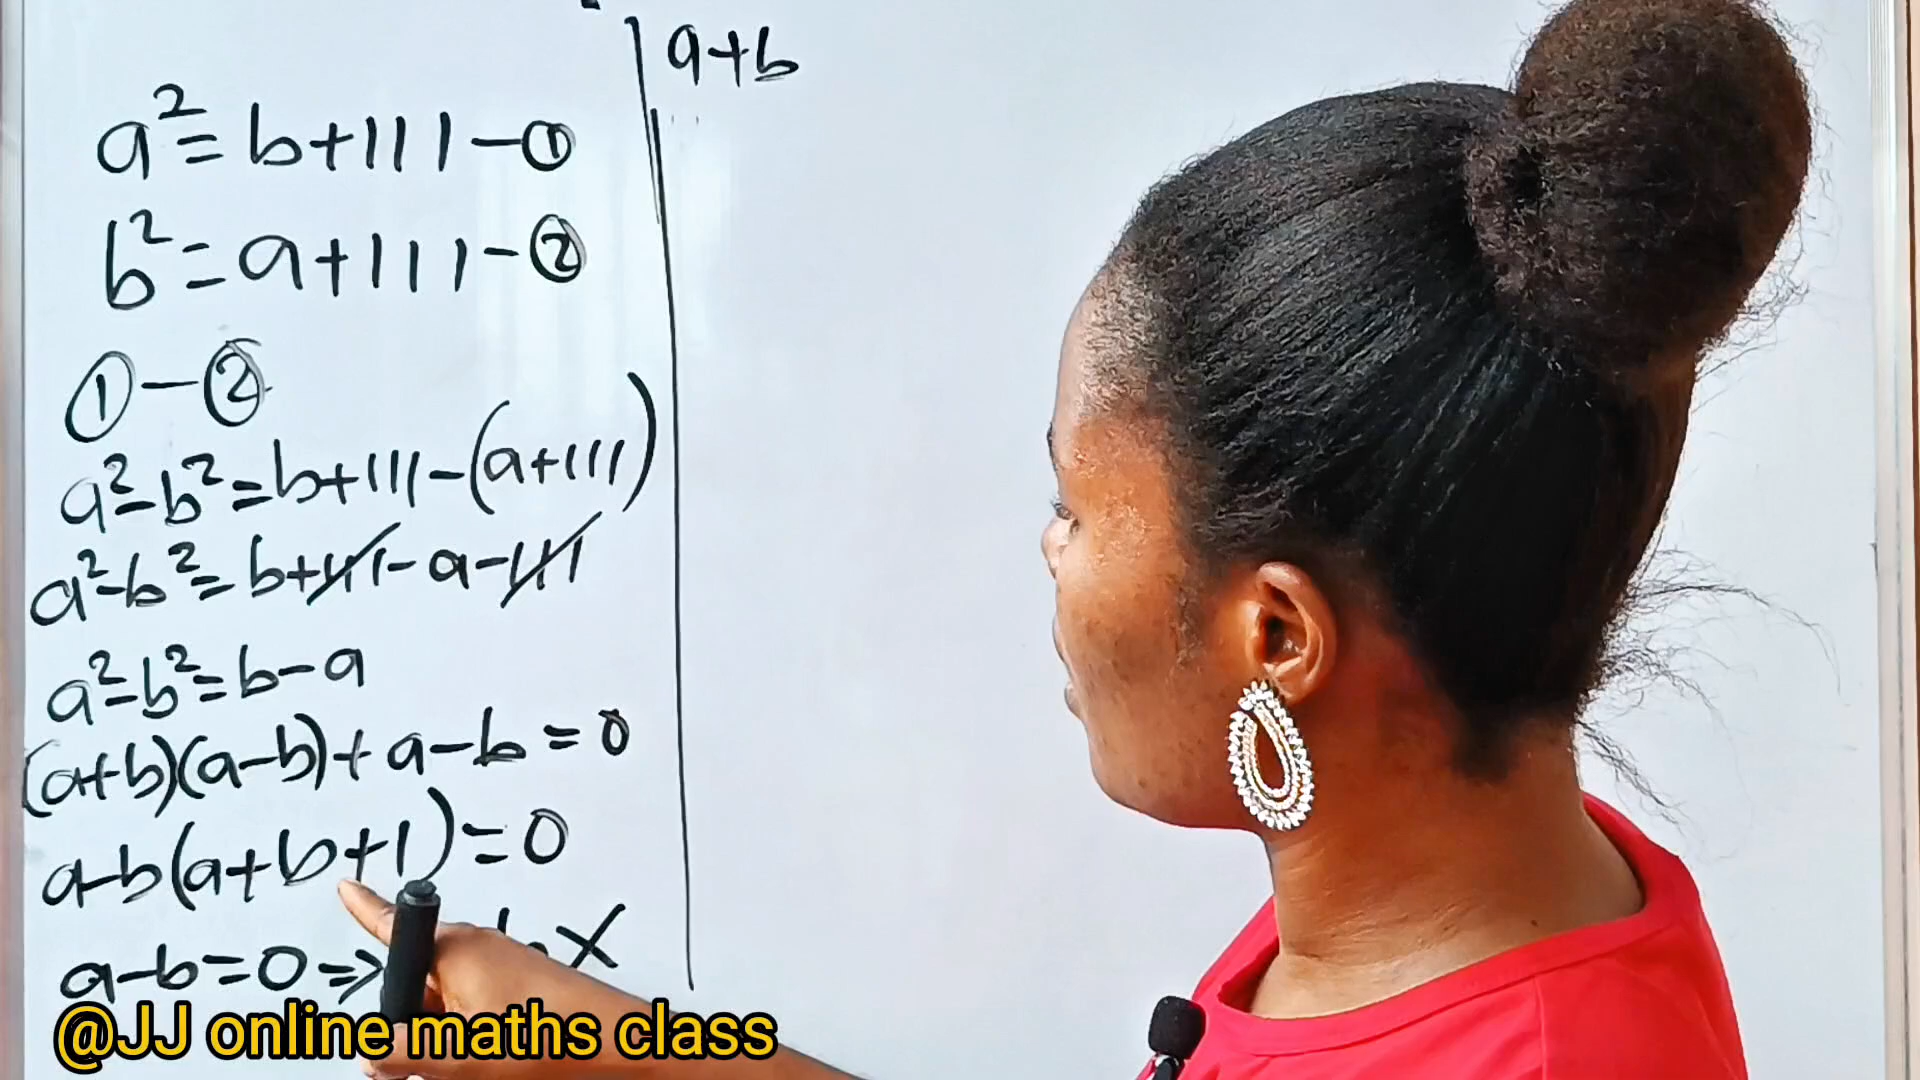 a²=b+111-①
b²=a+111-②
①-②
a²-b²=b+111-(a+111)
a²-b²=b+111-a-111
a²-b²=b-a
(a+b)(a-b)+a-b=0
a-b(a+b+1)=0
a-b=0⇒ b X
a+b
@JJ online maths class